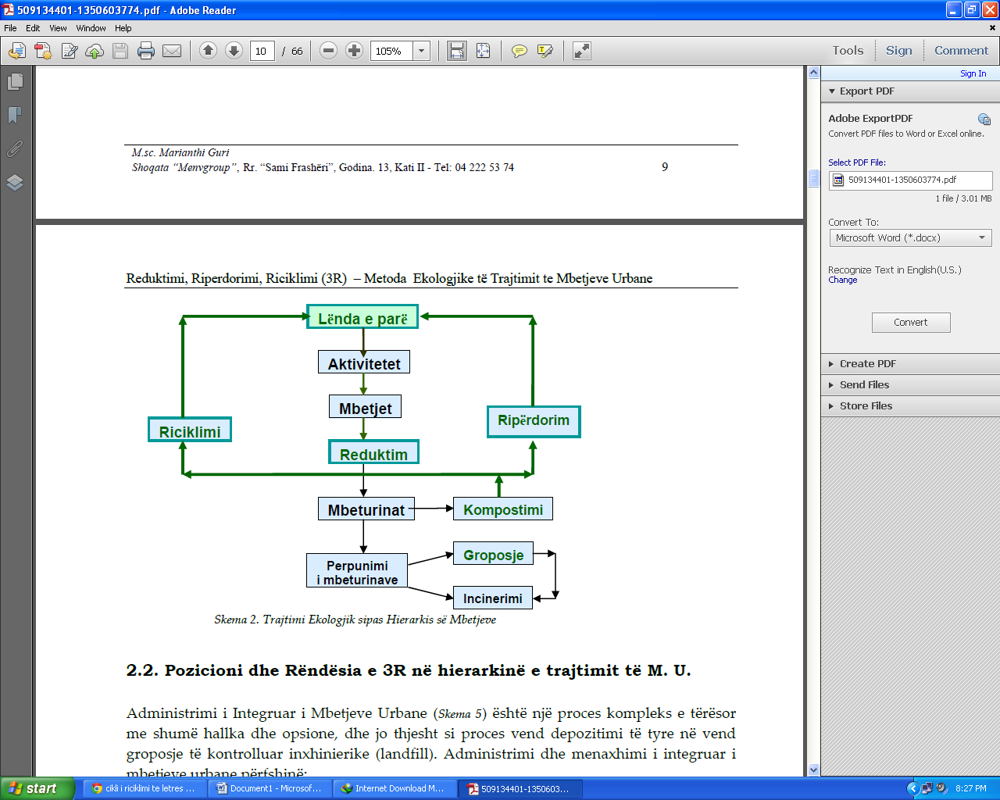 509134401-1350603774.pdf - Adobe Reader
File Edit View Window Help
10 / 66 105% Tools Sign Comment
Sign In
Export PDF
Adobe ExportPDF
Convert PDF files to Word or Excel online.
Select PDF File:
509134401-1350603774.pdf
1 file / 3.01 MB
Convert To:
Microsoft Word (*.docx)
Recognize Text in English(U.S.)
Change
Convert
Create PDF
Send Files
Store Files
M.sc. Marianthi Guri
Shoqata “Menvgroup”, Rr. “Sami Frashëri”, Godina. 13, Kati II - Tel: 04 222 53 74 9
Reduktimi, Riperdorimi, Riciklimi (3R) – Metoda Ekologjike të Trajtimit te Mbetjeve Urbane
Lënda e parë
Aktivitetet
Mbetjet
Ripërdorim
Riciklimi
Reduktim
Mbeturinat
Kompostimi
Perpunimi
i mbeturinave
Groposje
Incinerimi
Skema 2. Trajtimi Ekologjik sipas Hierarkis së Mbetjeve
2.2. Pozicioni dhe Rëndësia e 3R në hierarkinë e trajtimit të M. U.
Administrimi i Integruar i Mbetjeve Urbane (Skema 5) është një proces kompleks e tërësor
me shumë hallka dhe opsione, dhe jo thjesht si proces vend depozitimi të tyre në vend
groposje të kontrolluar inxhinierike (landfill). Administrimi dhe menaxhimi i integruar i
mbetjeve urbane përfshinë:
start
cikli i riciklimi te letres ...
Document1 - Microsof...
Internet Download M...
509134401-1350603...
8:27 PM